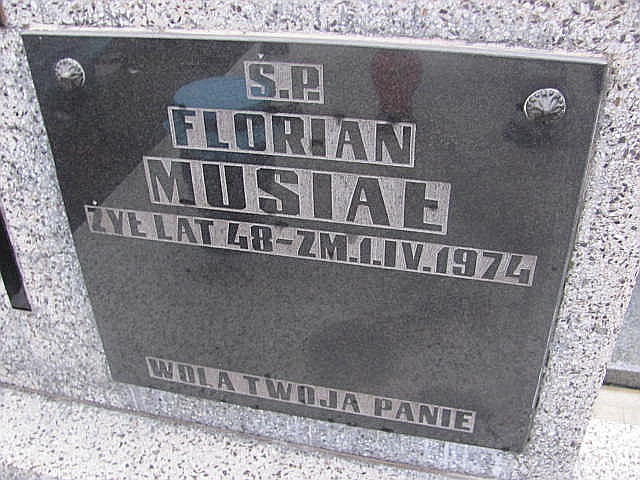 Ś.P.
FLORIAN
MUSIAŁ
ŻYŁ LAT 48-ZM.1.IV.1974
WOLA TWOJA PANIE